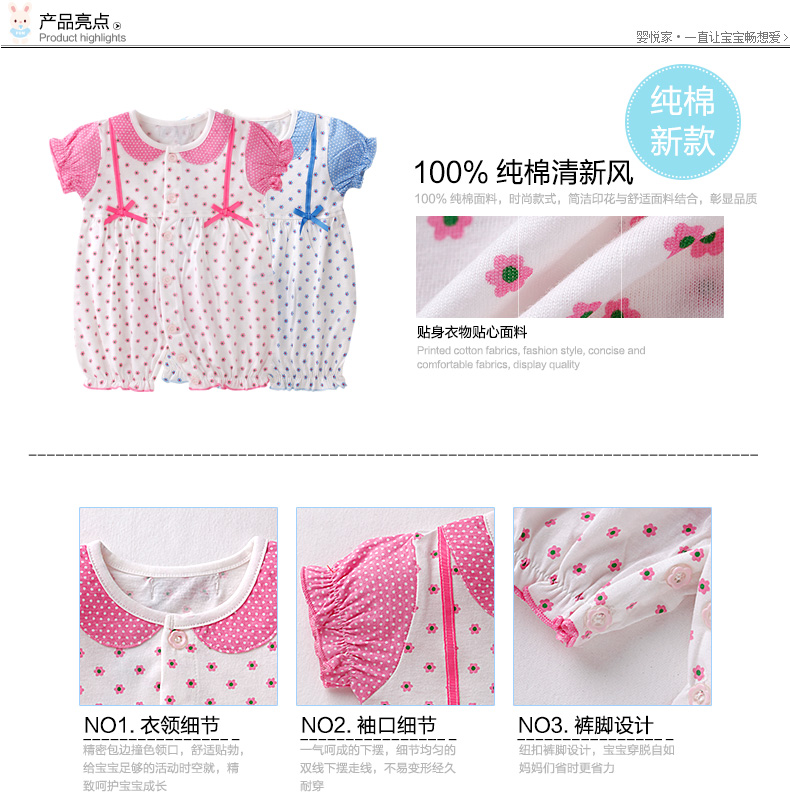 产品亮点
Product highlights
婴悦家•一直让宝宝畅想爱>
纯棉
新款
100% 纯棉清新风
100% 纯棉面料，时尚款式，简洁印花与舒适面料结合，彰显品质
贴身衣物贴心面料
Printed cotton fabrics, fashion style, concise and
comfortable fabrics, display quality
NO1. 衣领细节
精密包边撞色领口，舒适贴勃，
给宝宝足够的活动时空就，精
致呵护宝宝成长
NO2. 袖口细节
一气呵成的下摆，细节均匀的
双线下摆走线，不易变形经久
耐穿
NO3. 裤脚设计
纽扣裤脚设计，宝宝穿脱自如
妈妈们省时更省力